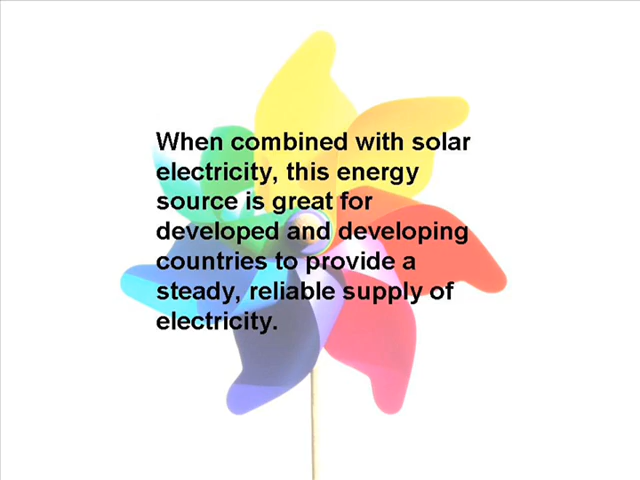 When combined with solar
electricity, this energy
source is great for
developed and developing
countries to provide a
steady, reliable supply of
electricity.